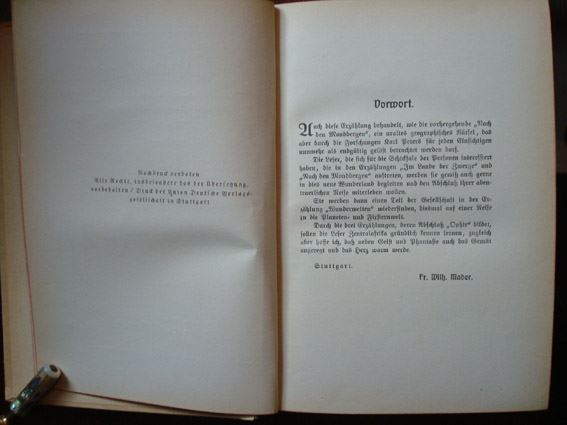 Nachdruck verboten
Alle Rechte, insbesondere das der Übersetzung,
vorbehalten / Druck der Union Deutsche Verlags-
gesellschaft in Stuttgart
Vorwort.
Auch diese Erzählung behandelt, wie die vorhergehende „Nach
den Mondbergen“, ein uraltes geographisches Rätsel, das
aber durch die Forschungen Karl Peters für jeden Einsichtigen
nunmehr als endgültig gelöst betrachtet werden darf.
Die Leser, die sich für die Schicksale der Personen interessiert
haben, die in den Erzählungen „Im Lande der Zwerge“ und
„Nach den Mondbergen“ auftreten, werden sie gewiß auch gerne
in dies neue Wunderland begleiten und den Abschluß ihrer aben-
teuerlichen Reise miterleben wollen.
Sie werden dann einen Teil der Gesellschaft in der Er-
zählung „Wunderwelten“ wiederfinden, diesmal auf einer Reise
in die Planeten- und Fixsternwelt.
Durch die drei Erzählungen, deren Abschluß „Ophir“ bildet,
sollen die Leser Zentralafrika gründlich kennen lernen, zugleich
aber hoffe ich, daß neben Geist und Phantasie auch das Gemüt
angeregt und das Herz warm werde.
Stuttgart.
Fr. Wilh. Mader.